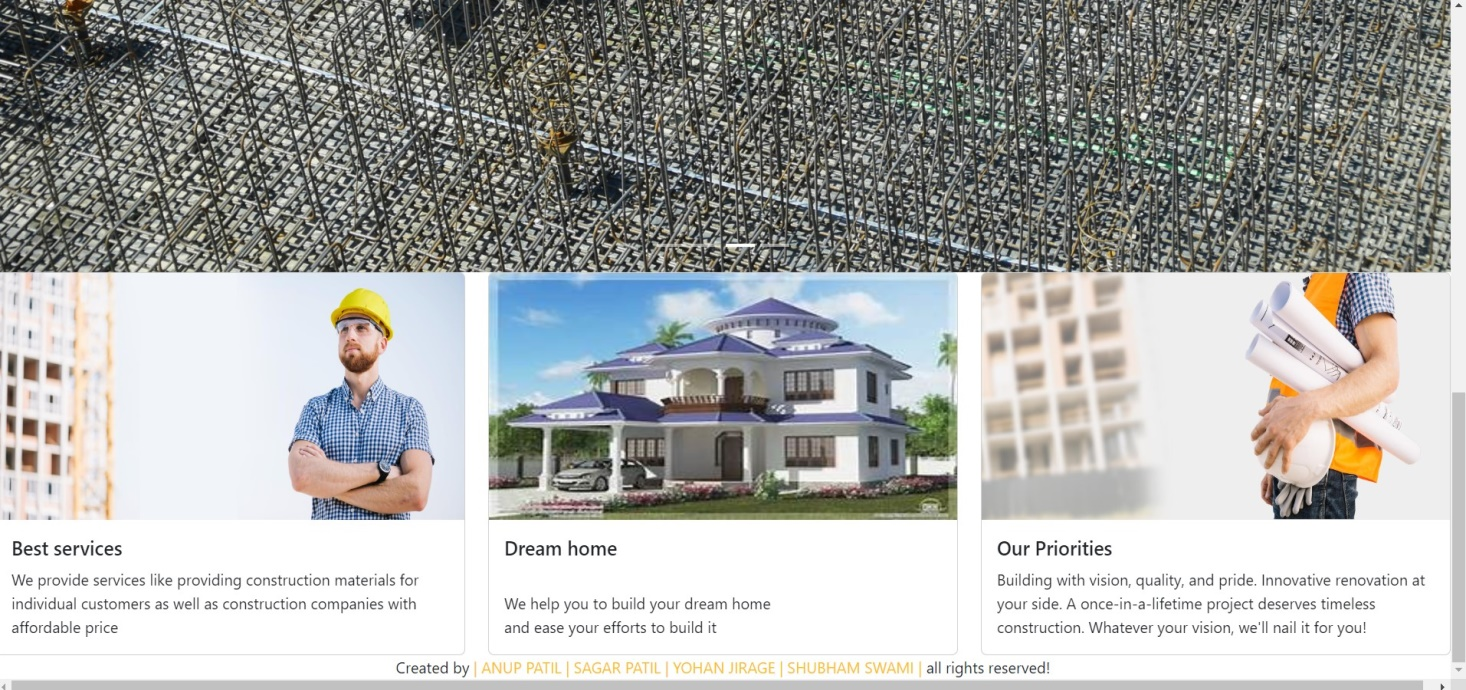 Best services
We provide services like providing construction materials for
individual customers as well as construction companies with
affordable price
Dream home
We help you to build your dream home
and ease your efforts to build it
Our Priorities
Building with vision, quality, and pride. Innovative renovation at
your side. A once-in-a-lifetime project deserves timeless
construction. Whatever your vision, we'll nail it for you!
Created by | ANUP PATIL | SAGAR PATIL | YOHAN JIRAGE | SHUBHAM SWAMI | all rights reserved!